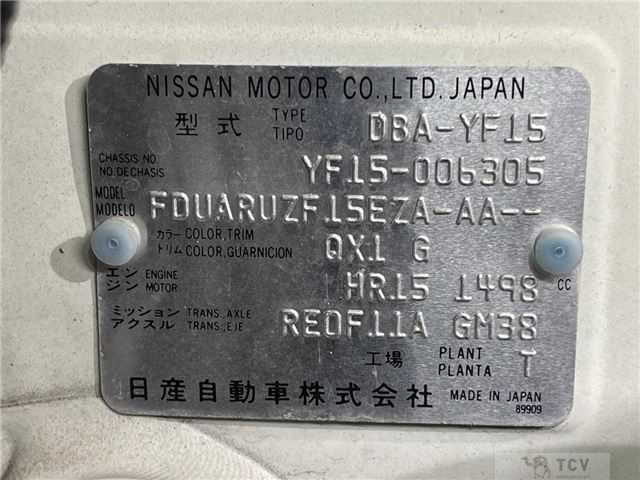 NISSAN MOTOR CO.,LTD. JAPAN
型式 TYPE TIPO DBA-YF15
CHASSIS NO. NO. DECHASIS YF15-006305
MODEL MODELO FDUARUZF15EZA-AA--
カラー COLOR, TRIM
トリム COLOR, GUARNICION QX1 G
エンジン ENGINE MOTOR HR15 1498 CC
ミッション TRANS. AXLE
アクスル TRANS.; EJE RE0F11A GM38
工場 PLANT PLANTA T
日産自動車株式会社 MADE IN JAPAN
89909
TCV